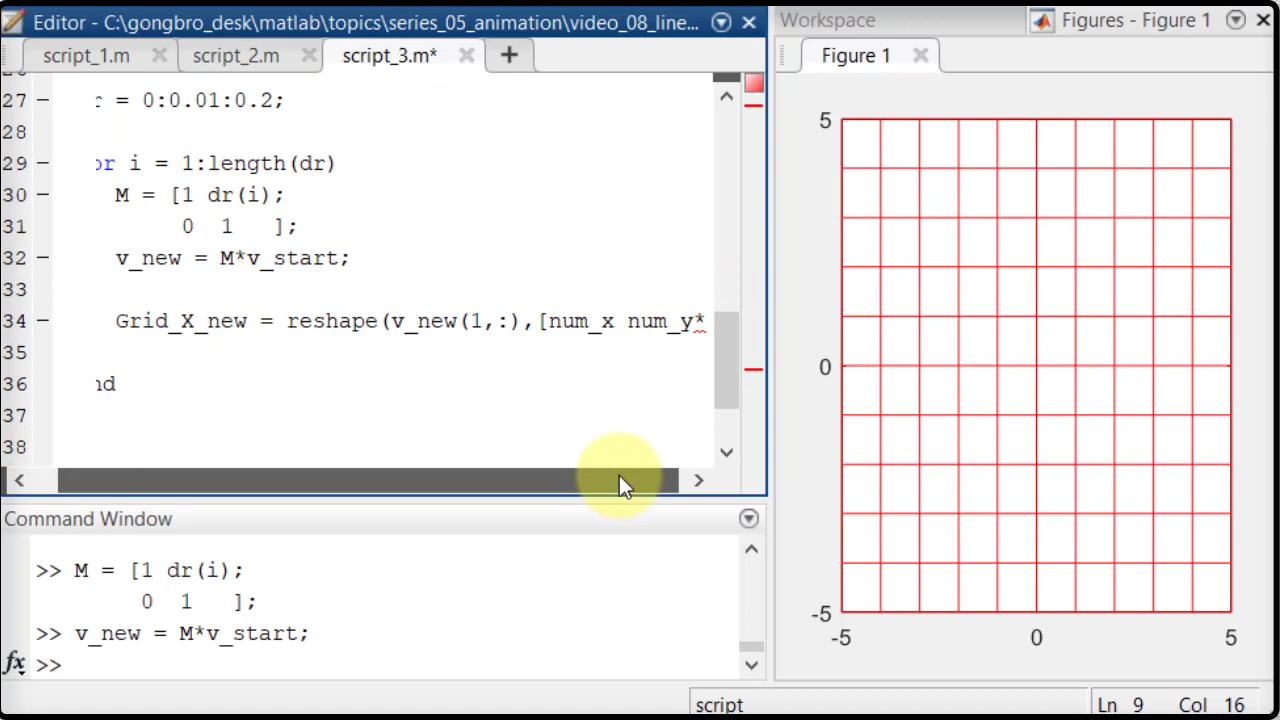 Editor - C:\gongbro_desk\matlab\topics\series_05_animation\video_08_line...
Workspace
Figures - Figure 1
script_1.m
script_2.m
script_3.m*
+
Figure 1
27 - r = 0:0.01:0.2;
28
29 - or i = 1:length(dr)
30 - M = [1 dr(i);
31 0 1 ];
32 - v_new = M*v_start;
33
34 - Grid_X_new = reshape(v_new(1,:),[num_x num_y*
35
36 - nd
37
38
Command Window
>> M = [1 dr(i);
0 1 ];
>> v_new = M*v_start;
fx >>
5
0
-5
-5 0 5
script
Ln 9 Col 16